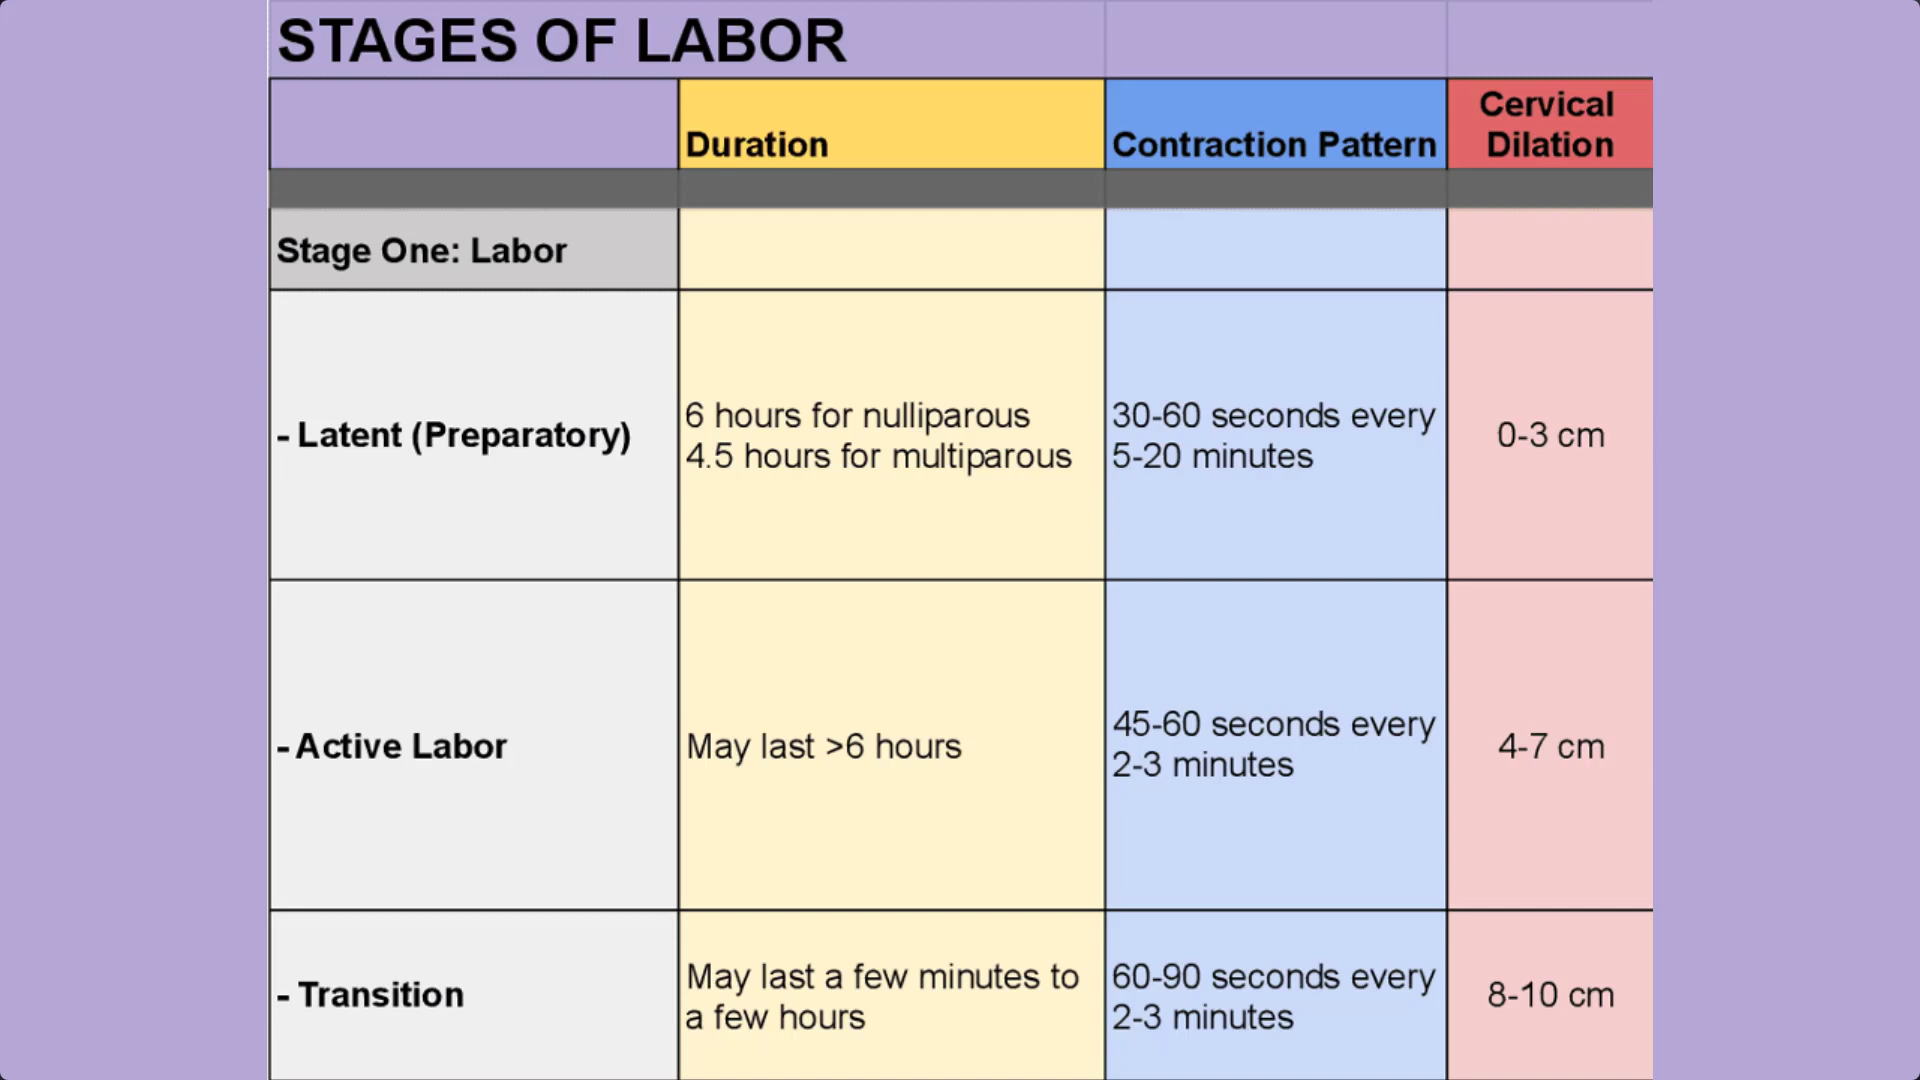 STAGES OF LABOR
Duration
Contraction Pattern
Cervical
Dilation
Stage One: Labor
- Latent (Preparatory)
6 hours for nulliparous
4.5 hours for multiparous
30-60 seconds every
5-20 minutes
0-3 cm
- Active Labor
May last >6 hours
45-60 seconds every
2-3 minutes
4-7 cm
- Transition
May last a few minutes to
a few hours
60-90 seconds every
2-3 minutes
8-10 cm